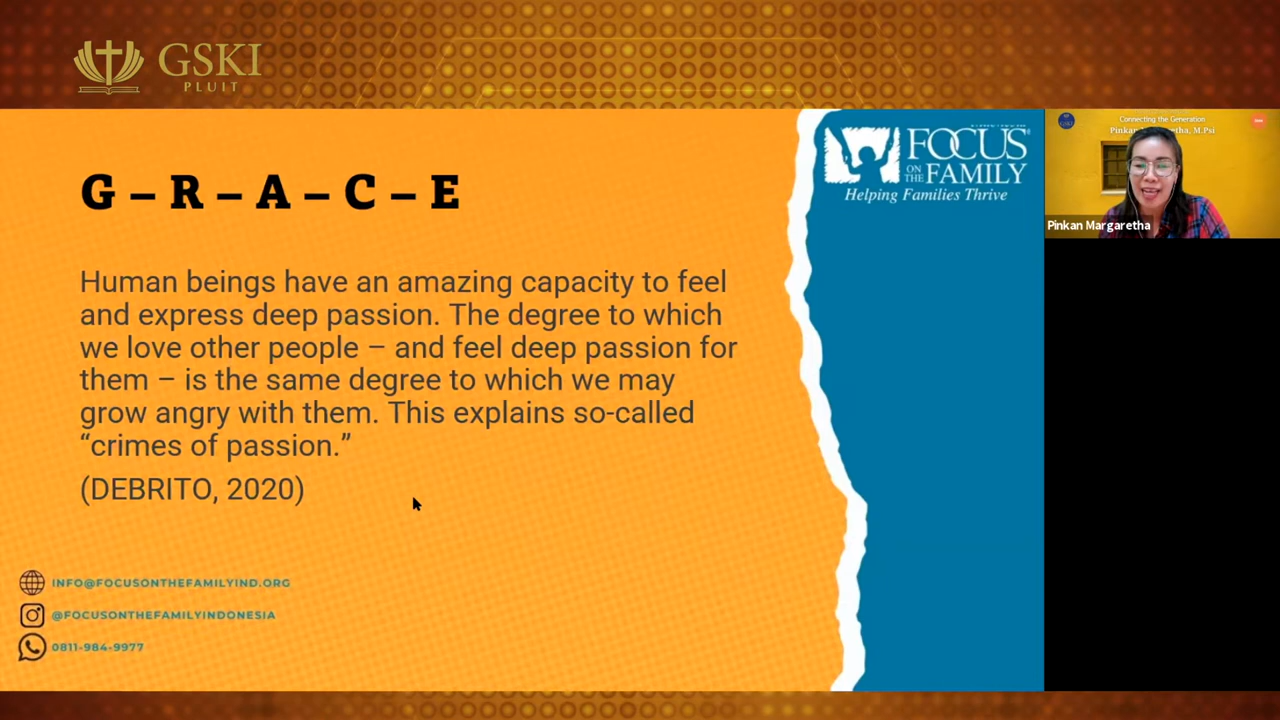 GSKI
PLUIT
G – R – A – C – E
Human beings have an amazing capacity to feel
and express deep passion. The degree to which
we love other people – and feel deep passion for
them – is the same degree to which we may
grow angry with them. This explains so-called
“crimes of passion.”
(DEBRITO, 2020)
INFO@FOCUSONTHEFAMILYIND.ORG
@FOCUSONTHEFAMILYINDONESIA
0811-984-9977
FOCUS
ON THE FAMILY®
Helping Families Thrive
Connecting the Generation
M.Psi
Pinkan Margaretha